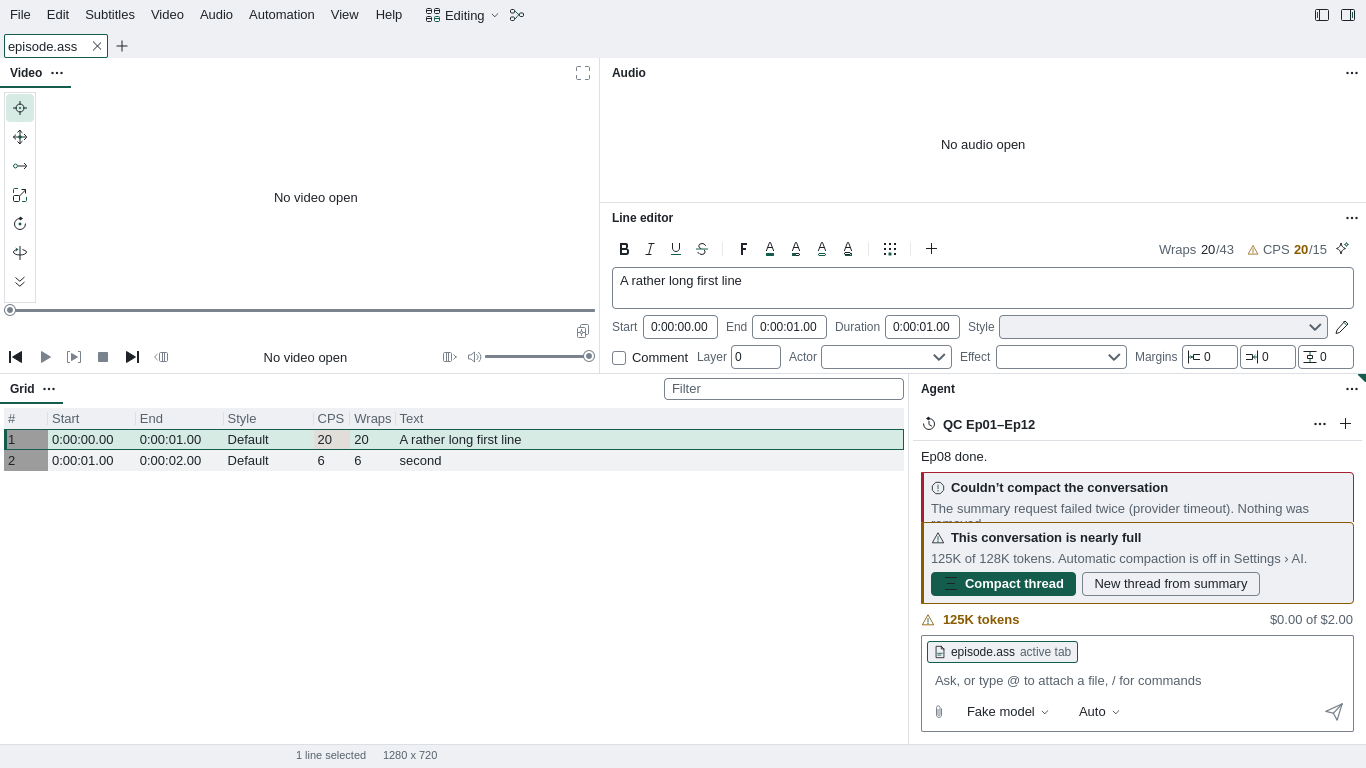 File Edit Subtitles Video Audio Automation View Help Editing
episode.ass
Video
No video open
No video open
Audio
No audio open
Line editor
Wraps 20/43 CPS 20/15
A rather long first line
Start 0:00:00.00 End 0:00:01.00 Duration 0:00:01.00 Style
Comment Layer 0 Actor Effect Margins 0 0 0
Grid
Filter
# Start End Style CPS Wraps Text
1 0:00:00.00 0:00:01.00 Default 20 20 A rather long first line
2 0:00:01.00 0:00:02.00 Default 6 6 second
Agent
QC Ep01–Ep12
Ep08 done.
Couldn’t compact the conversation
The summary request failed twice (provider timeout). Nothing was
This conversation is nearly full
125K of 128K tokens. Automatic compaction is off in Settings › AI.
Compact thread New thread from summary
125K tokens $0.00 of $2.00
episode.ass active tab
Ask, or type @ to attach a file, / for commands
Fake model Auto
1 line selected 1280 x 720